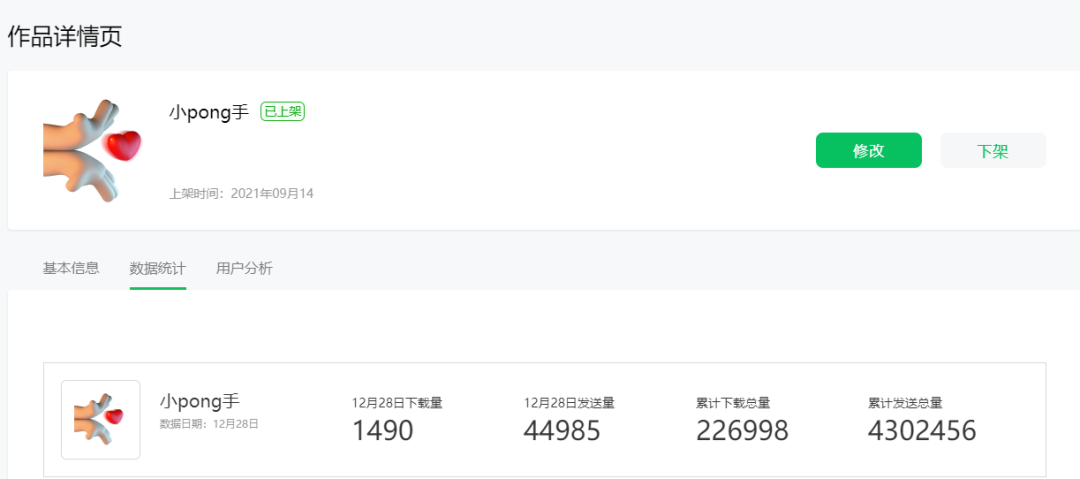 作品详情页
小pong手 已上架
修改 下架
上架时间：2021年09月14
基本信息 数据统计 用户分析
小pong手
数据日期：12月28日
12月28日下载量 12月28日发送量 累计下载总量 累计发送总量
1490 44985 226998 4302456